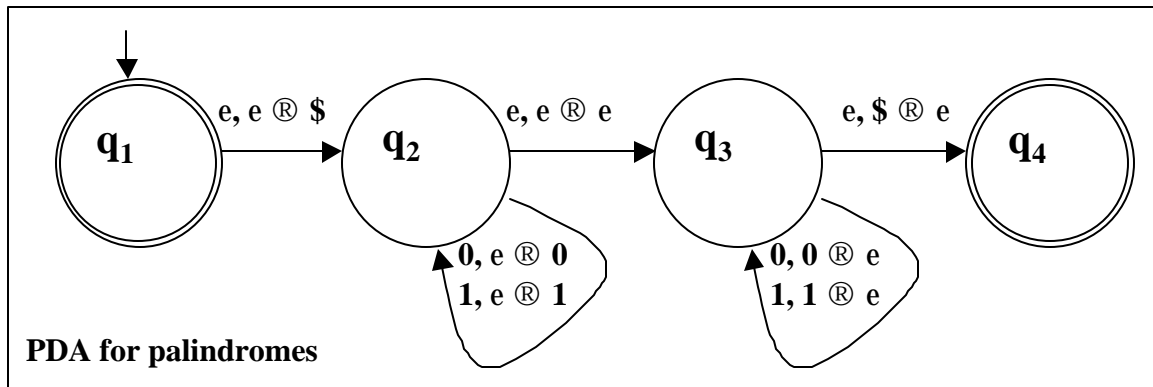 e, e ® $
e, e ® e
e, $ ® e
q1
q2
q3
q4
0, e ® 0
1, e ® 1
0, 0 ® e
1, 1 ® e
PDA for palindromes